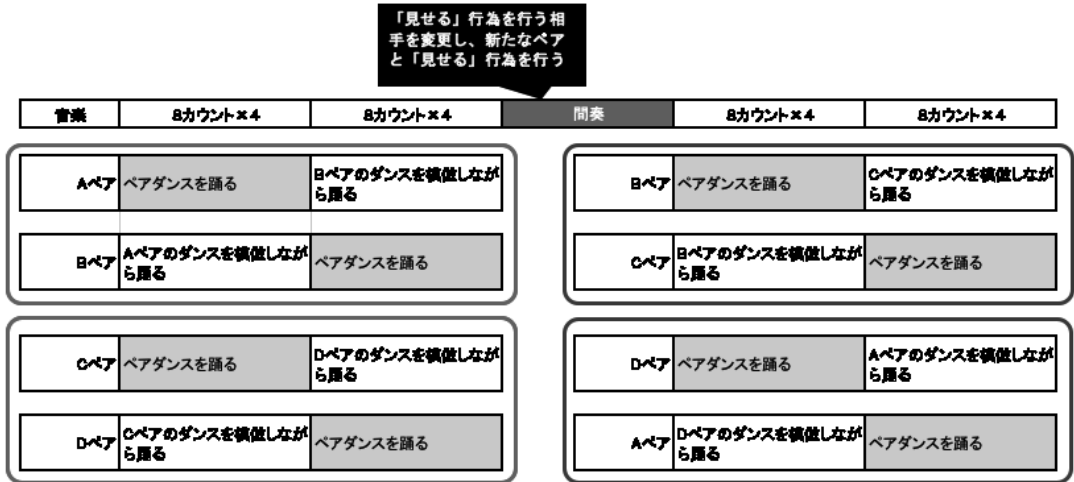 「見せる」行為を行う相
手を変更し、新たなペア
と「見せる」行為を行う
音楽 8カウント×4 8カウント×4 間奏 8カウント×4 8カウント×4
Aペア ペアダンスを踊る Bペアのダンスを模倣しなが
ら踊る
Bペア Aペアのダンスを模倣しなが
ら踊る ペアダンスを踊る
Cペア ペアダンスを踊る Dペアのダンスを模倣しなが
ら踊る
Dペア Cペアのダンスを模倣しなが
ら踊る ペアダンスを踊る
Bペア ペアダンスを踊る Cペアのダンスを模倣しなが
ら踊る
Cペア Bペアのダンスを模倣しなが
ら踊る ペアダンスを踊る
Dペア ペアダンスを踊る Aペアのダンスを模倣しなが
ら踊る
Aペア Dペアのダンスを模倣しなが
ら踊る ペアダンスを踊る